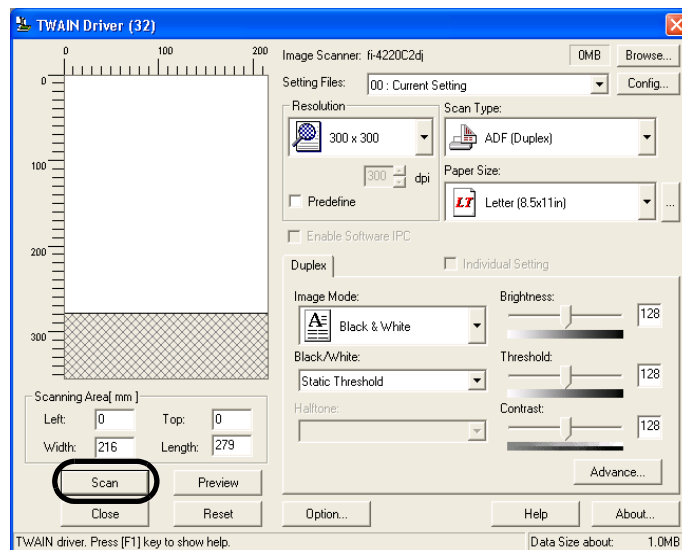 TWAIN Driver (32)
0 100 200
Image Scanner: fi-4220C2dj 0MB Browse...
Setting Files: 00 : Current Setting Config...
0
Resolution Scan Type:
300 x 300 ADF (Duplex)
100
300 dpi Paper Size:
Predefine LT Letter (8.5x11in) ...
Enable Software IPC
200
Duplex Individual Setting
Image Mode: Brightness:
A Black & White 128
300
Black/White: Threshold:
Static Threshold 128
Scanning Area[ mm ]
Halftone: Contrast:
Left: 0 Top: 0 128
Width: 216 Length: 279
Scan Preview Advance...
Close Reset Option... Help About...
TWAIN driver. Press [F1] key to show help. Data Size about: 1.0MB